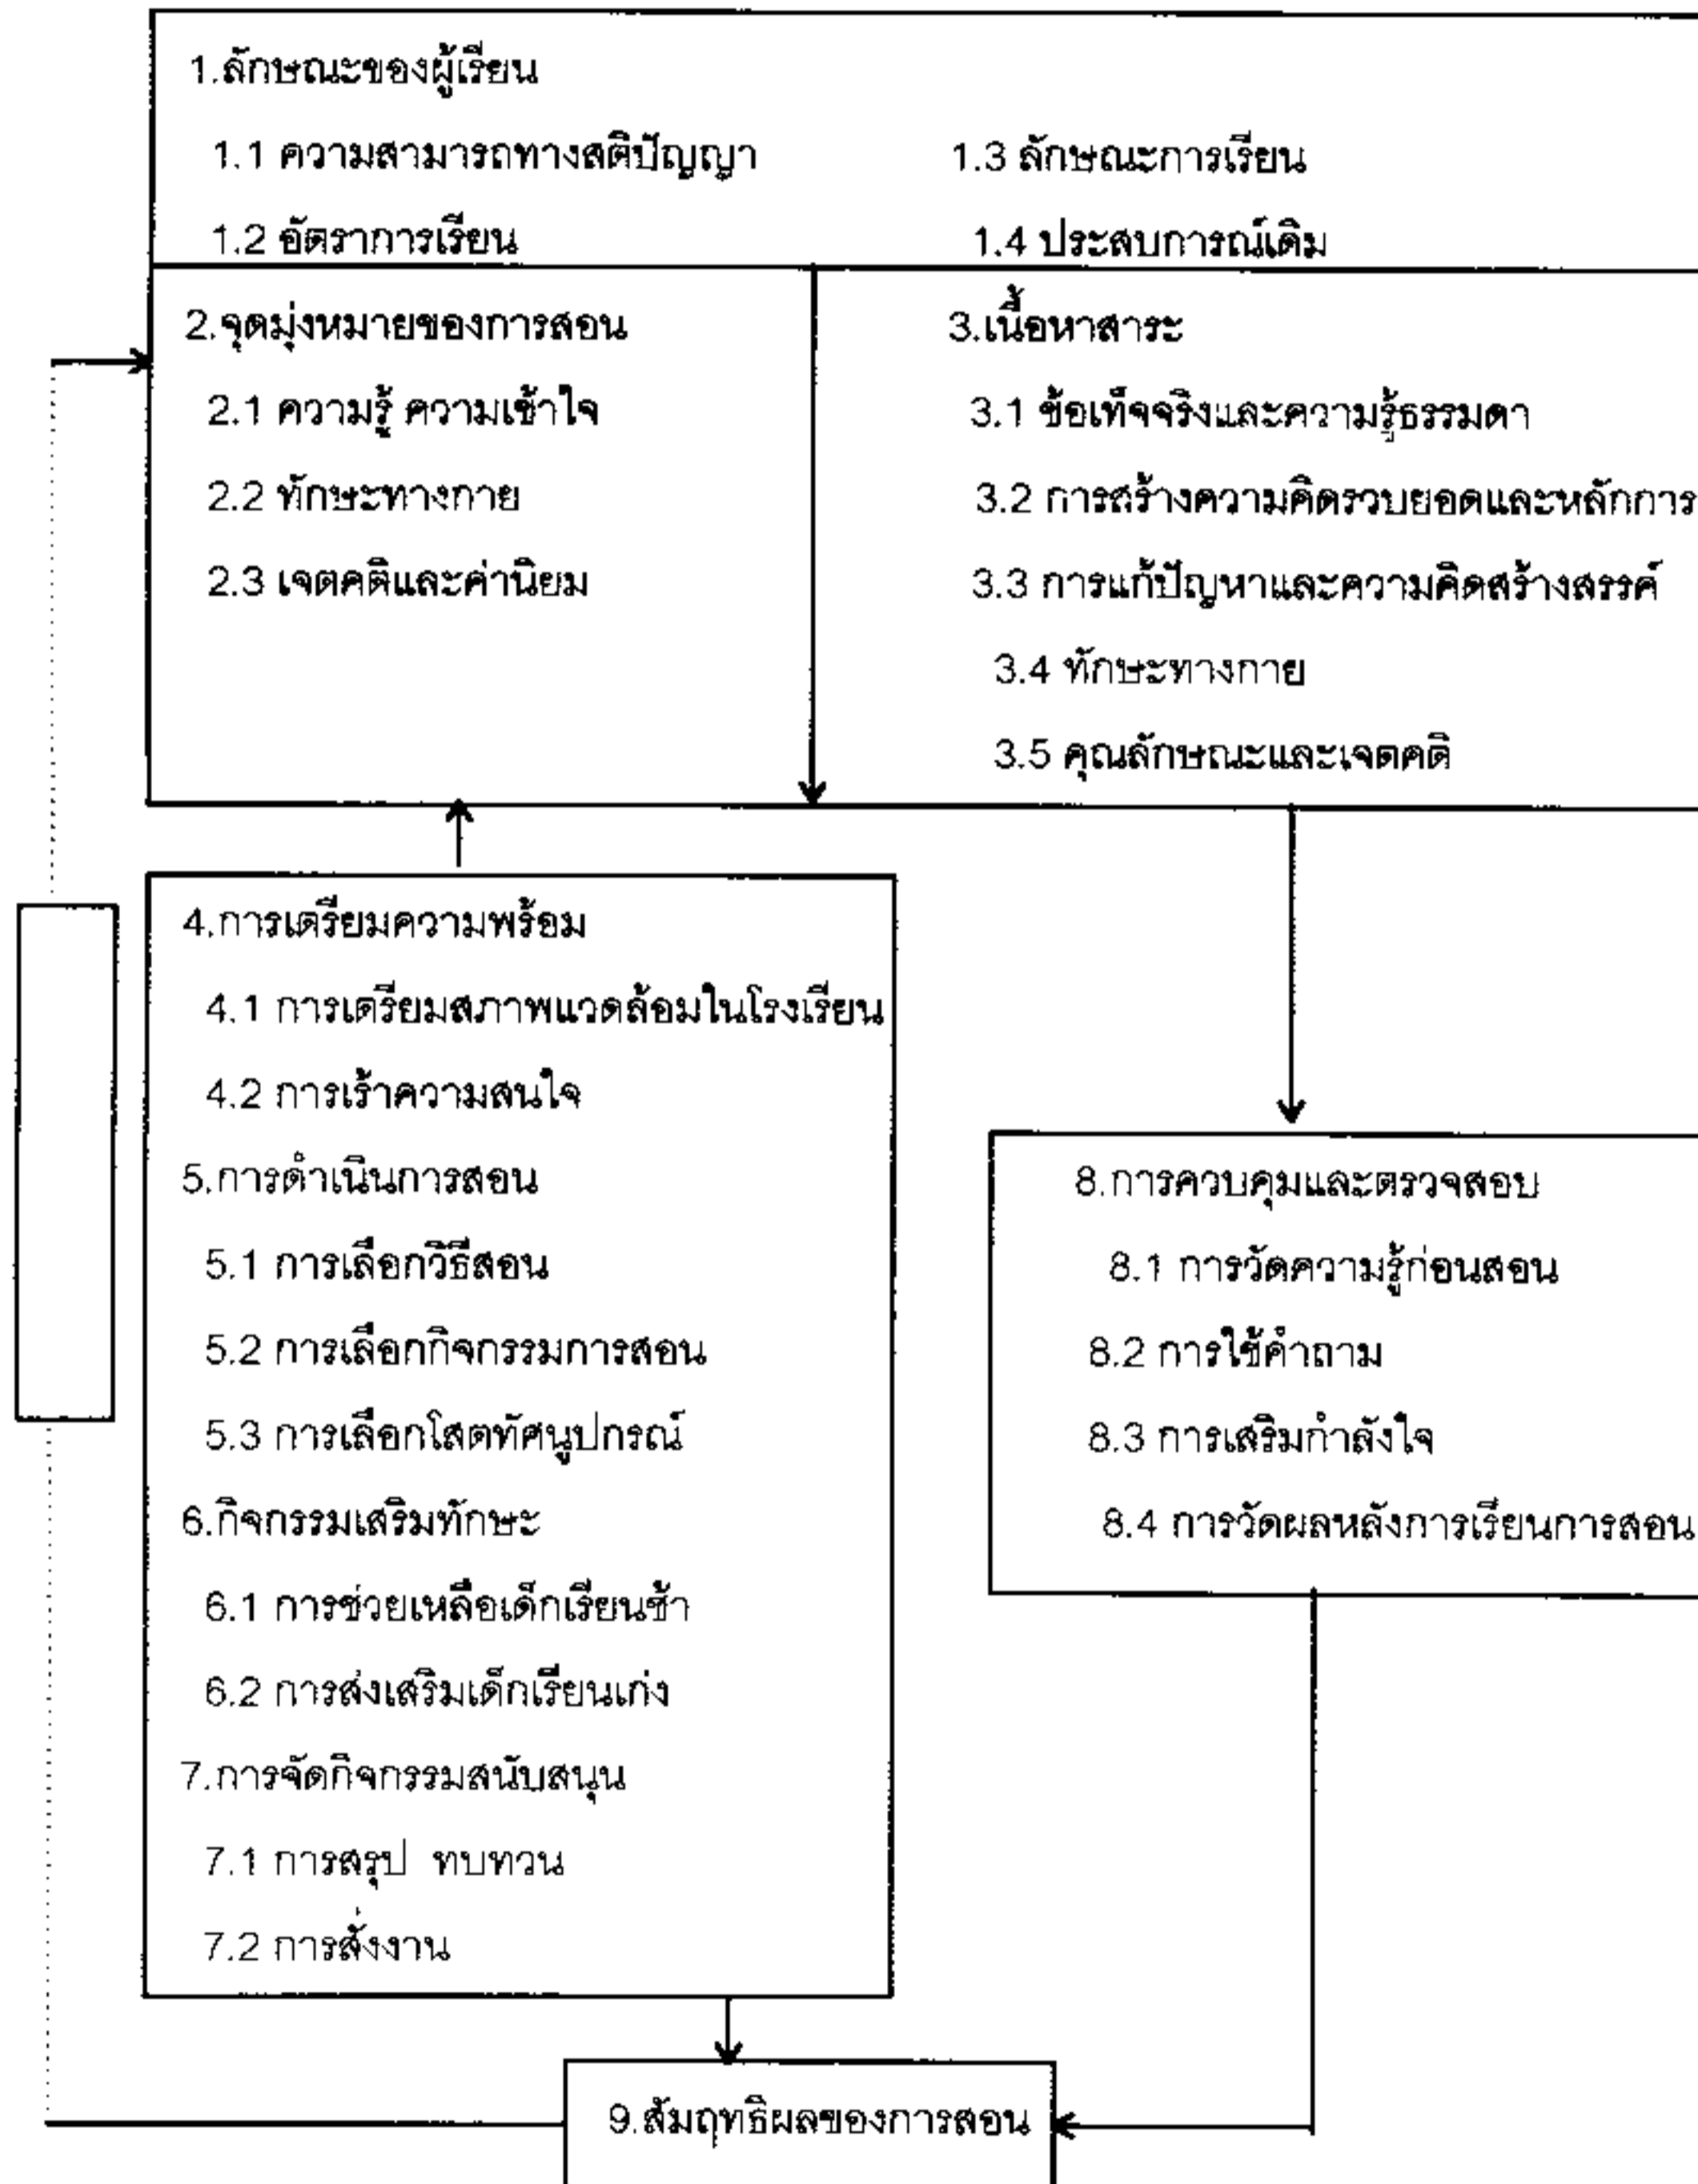 1.ลักษณะของผู้เรียน
1.1 ความสามารถทางสติปัญญา
1.2 อัตราการเรียน
1.3 ลักษณะการเรียน
1.4 ประสบการณ์เดิม
2.จุดมุ่งหมายของการสอน
2.1 ความรู้ ความเข้าใจ
2.2 ทักษะทางกาย
2.3 เจตคติและค่านิยม
3.เนื้อหาสาระ
3.1 ข้อเท็จจริงและความรู้ธรรมดา
3.2 การสร้างความคิดรวบยอดและหลักการ
3.3 การแก้ปัญหาและความคิดสร้างสรรค์
3.4 ทักษะทางกาย
3.5 คุณลักษณะและเจตคติ
4.การเตรียมความพร้อม
4.1 การเตรียมสภาพแวดล้อมในโรงเรียน
4.2 การเร้าความสนใจ
5.การดำเนินการสอน
5.1 การเลือกวิธีสอน
5.2 การเลือกกิจกรรมการสอน
5.3 การเลือกโสตทัศนูปกรณ์
6.กิจกรรมเสริมทักษะ
6.1 การช่วยเหลือเด็กเรียนช้า
6.2 การส่งเสริมเด็กเรียนเก่ง
7.การจัดกิจกรรมสนับสนุน
7.1 การสรุป ทบทวน
7.2 การสั่งงาน
8.การควบคุมและตรวจสอบ
8.1 การวัดความรู้ก่อนสอน
8.2 การใช้คำถาม
8.3 การเสริมกำลังใจ
8.4 การวัดผลหลังการเรียนการสอน
9.สัมฤทธิผลของการสอน